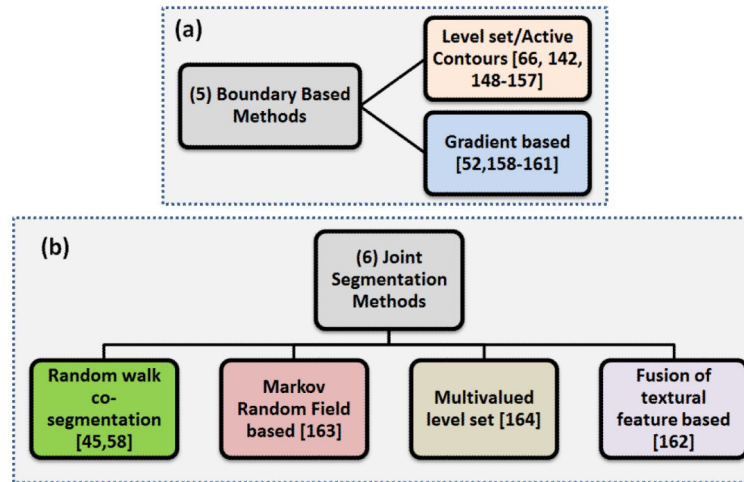 (a)
(5) Boundary Based
Methods
Level set/Active
Contours [66, 142,
148-157]
Gradient based
[52,158-161]
(b)
(6) Joint
Segmentation
Methods
Random walk
co-
segmentation
[45,58]
Markov
Random Field
based [163]
Multivalued
level set [164]
Fusion of
textural
feature based
[162]